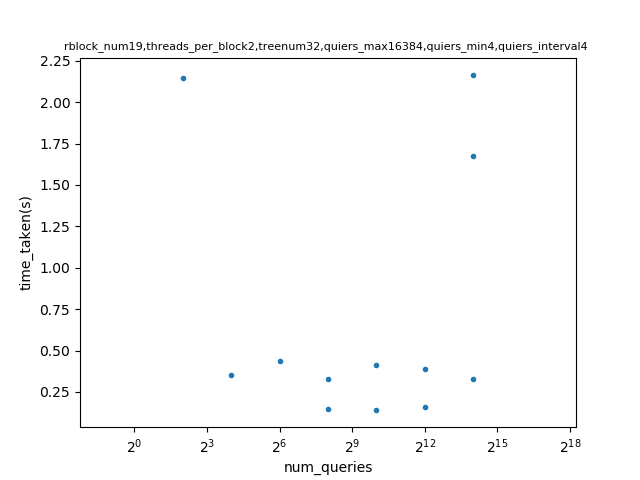 rblock_num19,threads_per_block2,treenum32,quiers_max16384,quiers_min4,quiers_interval4
2.25
2.00
1.75
1.50
1.25
1.00
0.75
0.50
0.25
time_taken(s)
2^0 2^3 2^6 2^9 2^12 2^15 2^18
num_queries